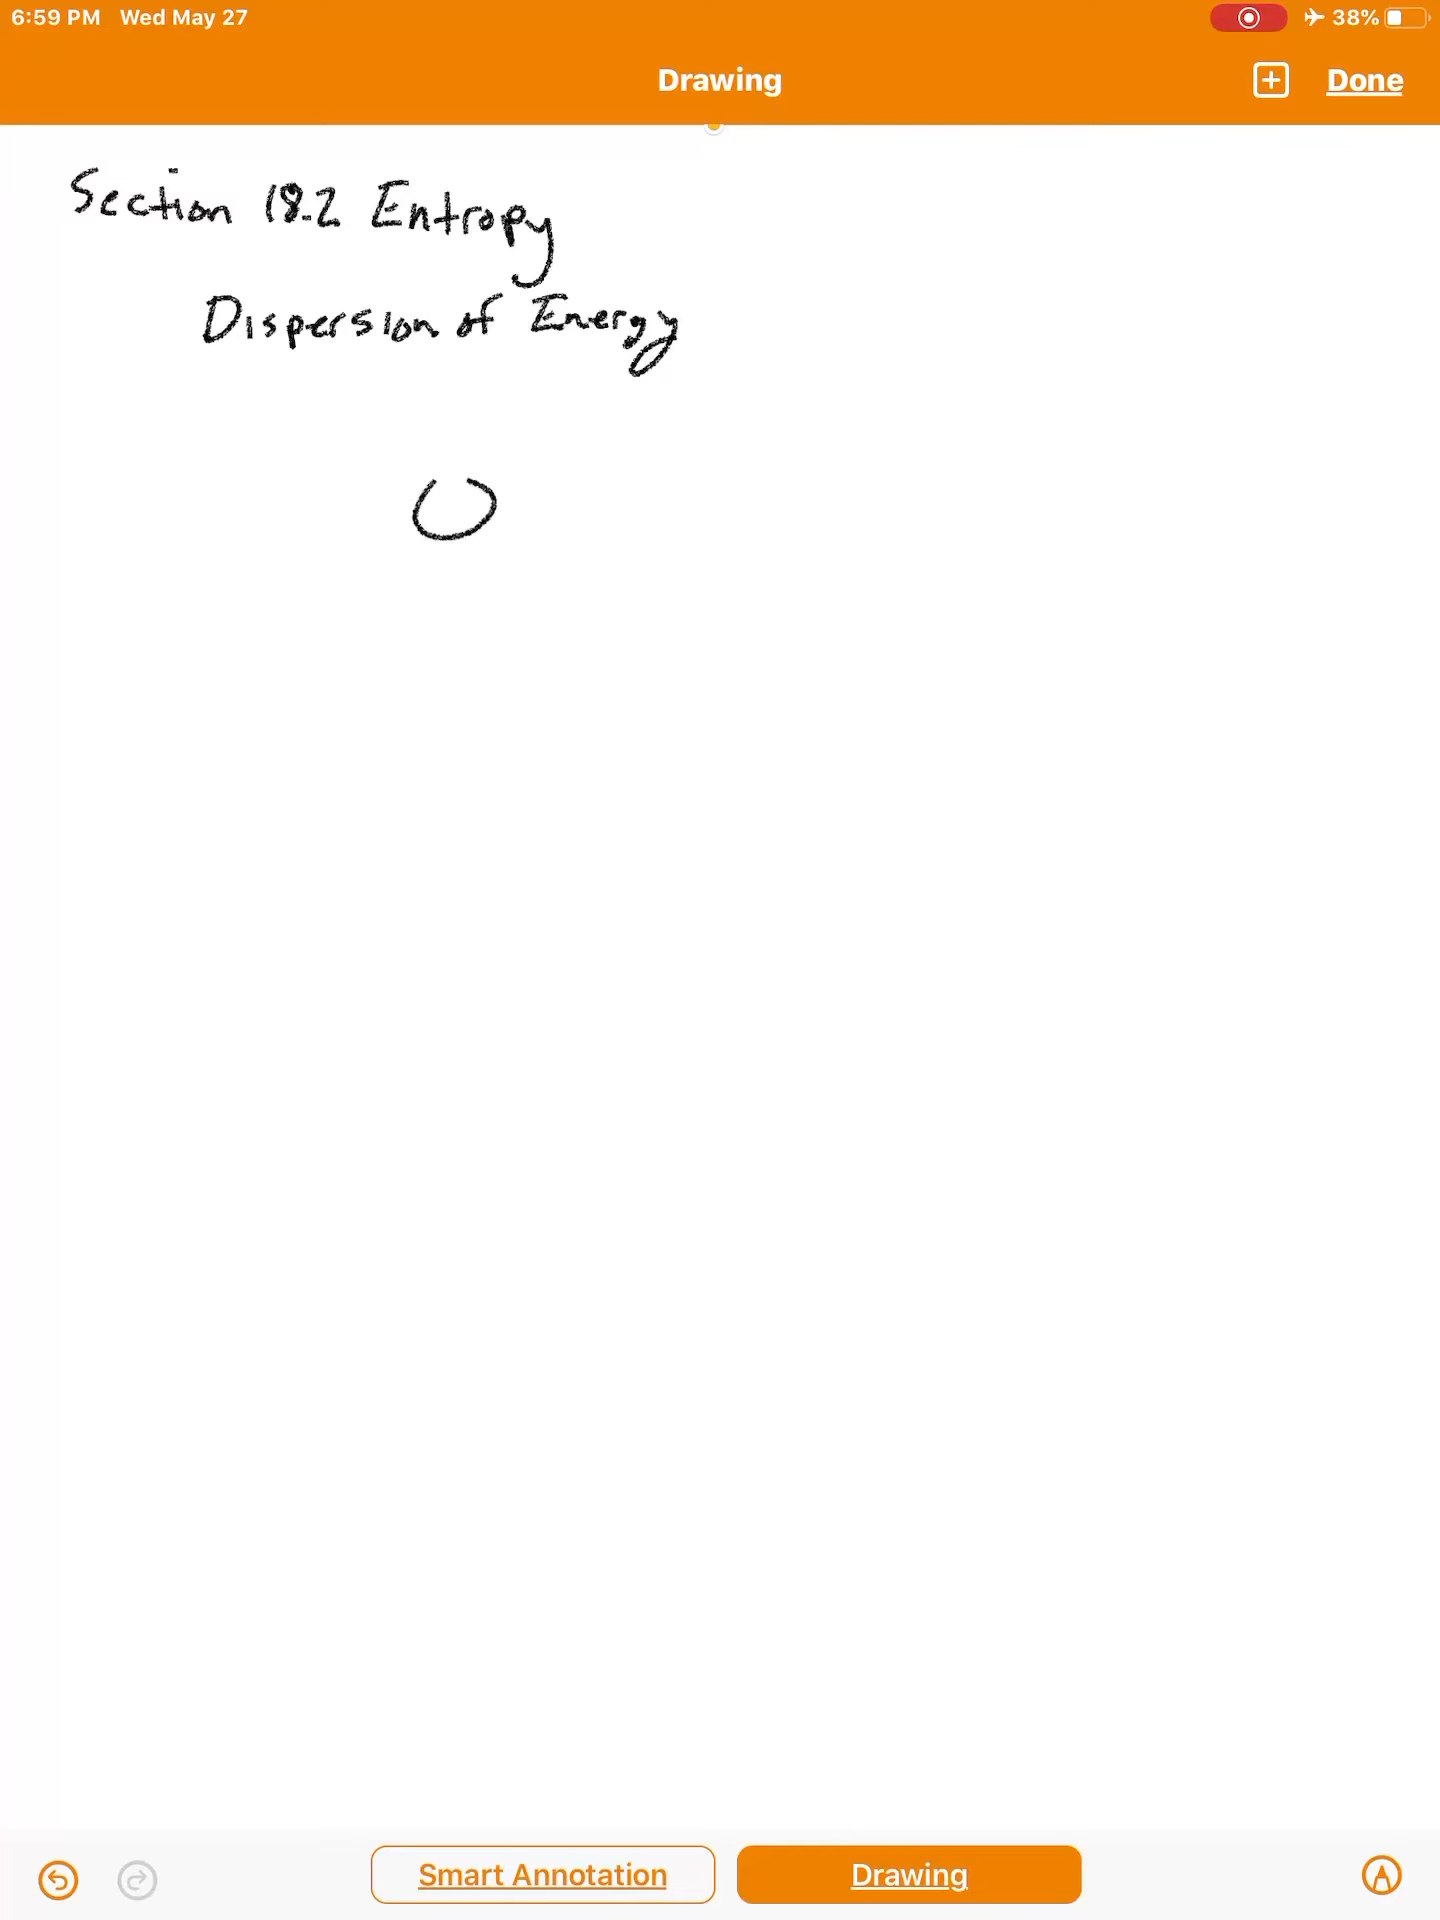 6:59 PM Wed May 27 38%
Drawing Done
Section 18.2 Entropy
Dispersion of Energy
Smart Annotation Drawing